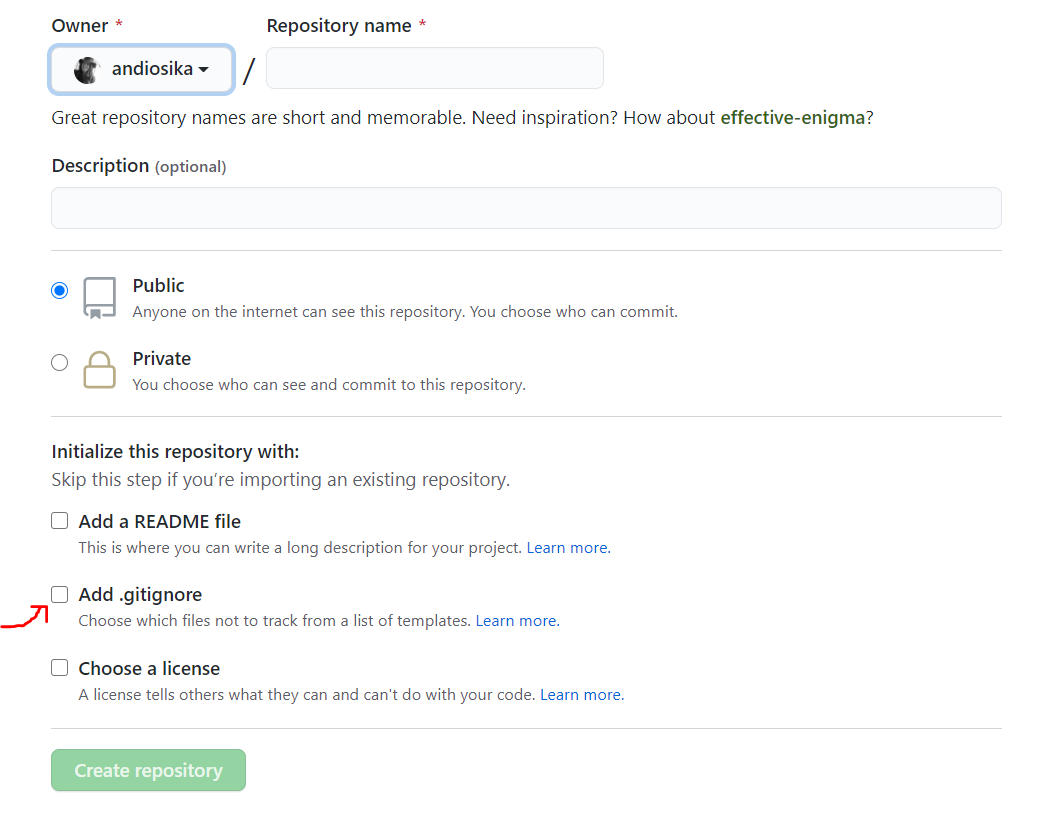 Owner * Repository name *
andiosika /
Great repository names are short and memorable. Need inspiration? How about effective-enigma?
Description (optional)
Public
Anyone on the internet can see this repository. You choose who can commit.
Private
You choose who can see and commit to this repository.
Initialize this repository with:
Skip this step if you’re importing an existing repository.
Add a README file
This is where you can write a long description for your project. Learn more.
Add .gitignore
Choose which files not to track from a list of templates. Learn more.
Choose a license
A license tells others what they can and can't do with your code. Learn more.
Create repository